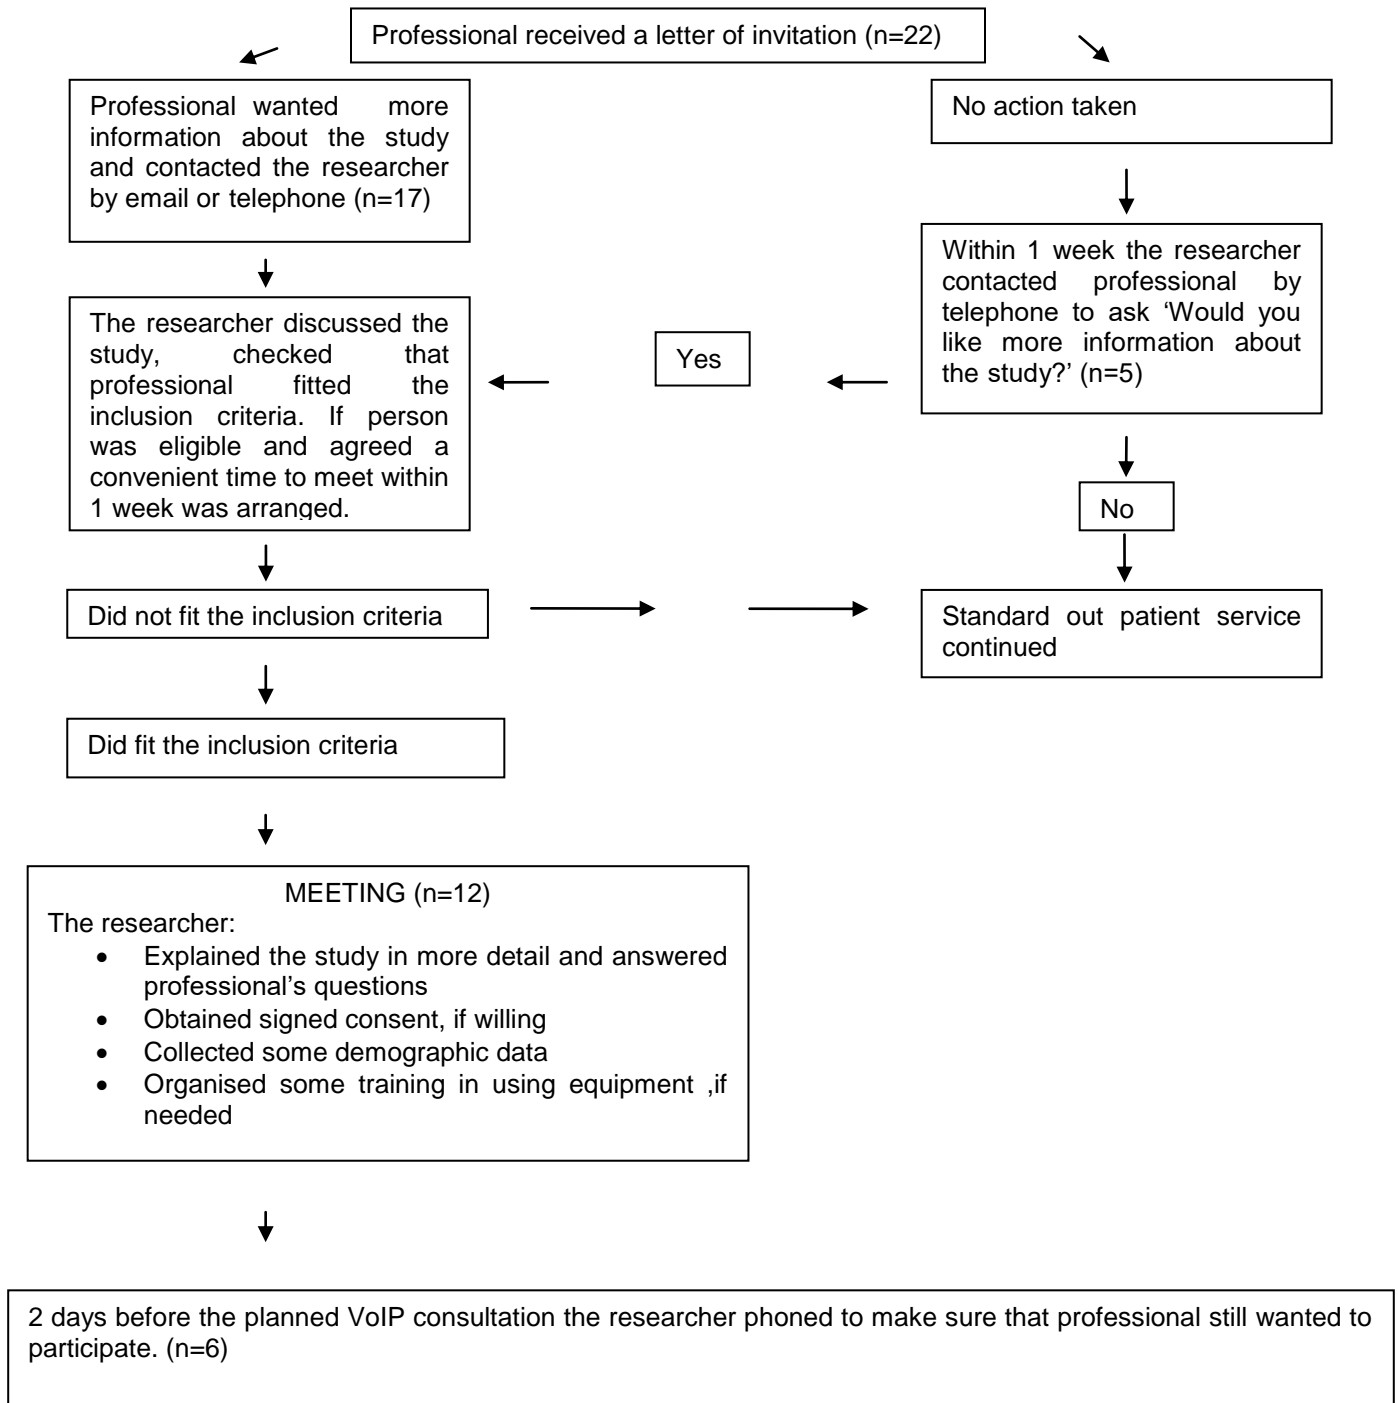 Professional received a letter of invitation (n=22)
Professional wanted more
information about the study
and contacted the researcher
by email or telephone (n=17)
No action taken
Within 1 week the researcher
contacted professional by
telephone to ask ‘Would you
like more information about
the study?’ (n=5)
The researcher discussed the
study, checked that
professional fitted the
inclusion criteria. If person
was eligible and agreed a
convenient time to meet within
1 week was arranged.
Yes
No
Did not fit the inclusion criteria
Standard out patient service
continued
Did fit the inclusion criteria
MEETING (n=12)
The researcher:
• Explained the study in more detail and answered
professional’s questions
• Obtained signed consent, if willing
• Collected some demographic data
• Organised some training in using equipment ,if
needed
2 days before the planned VoIP consultation the researcher phoned to make sure that professional still wanted to
participate. (n=6)